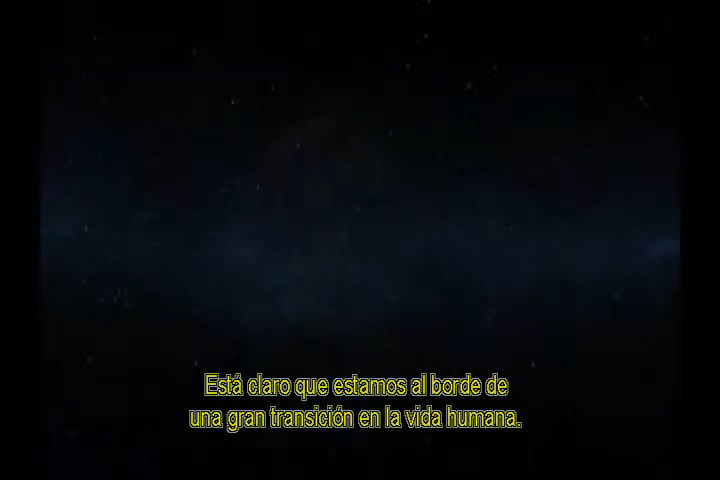 Está claro que estamos al borde de
una gran transición en la vida humana.